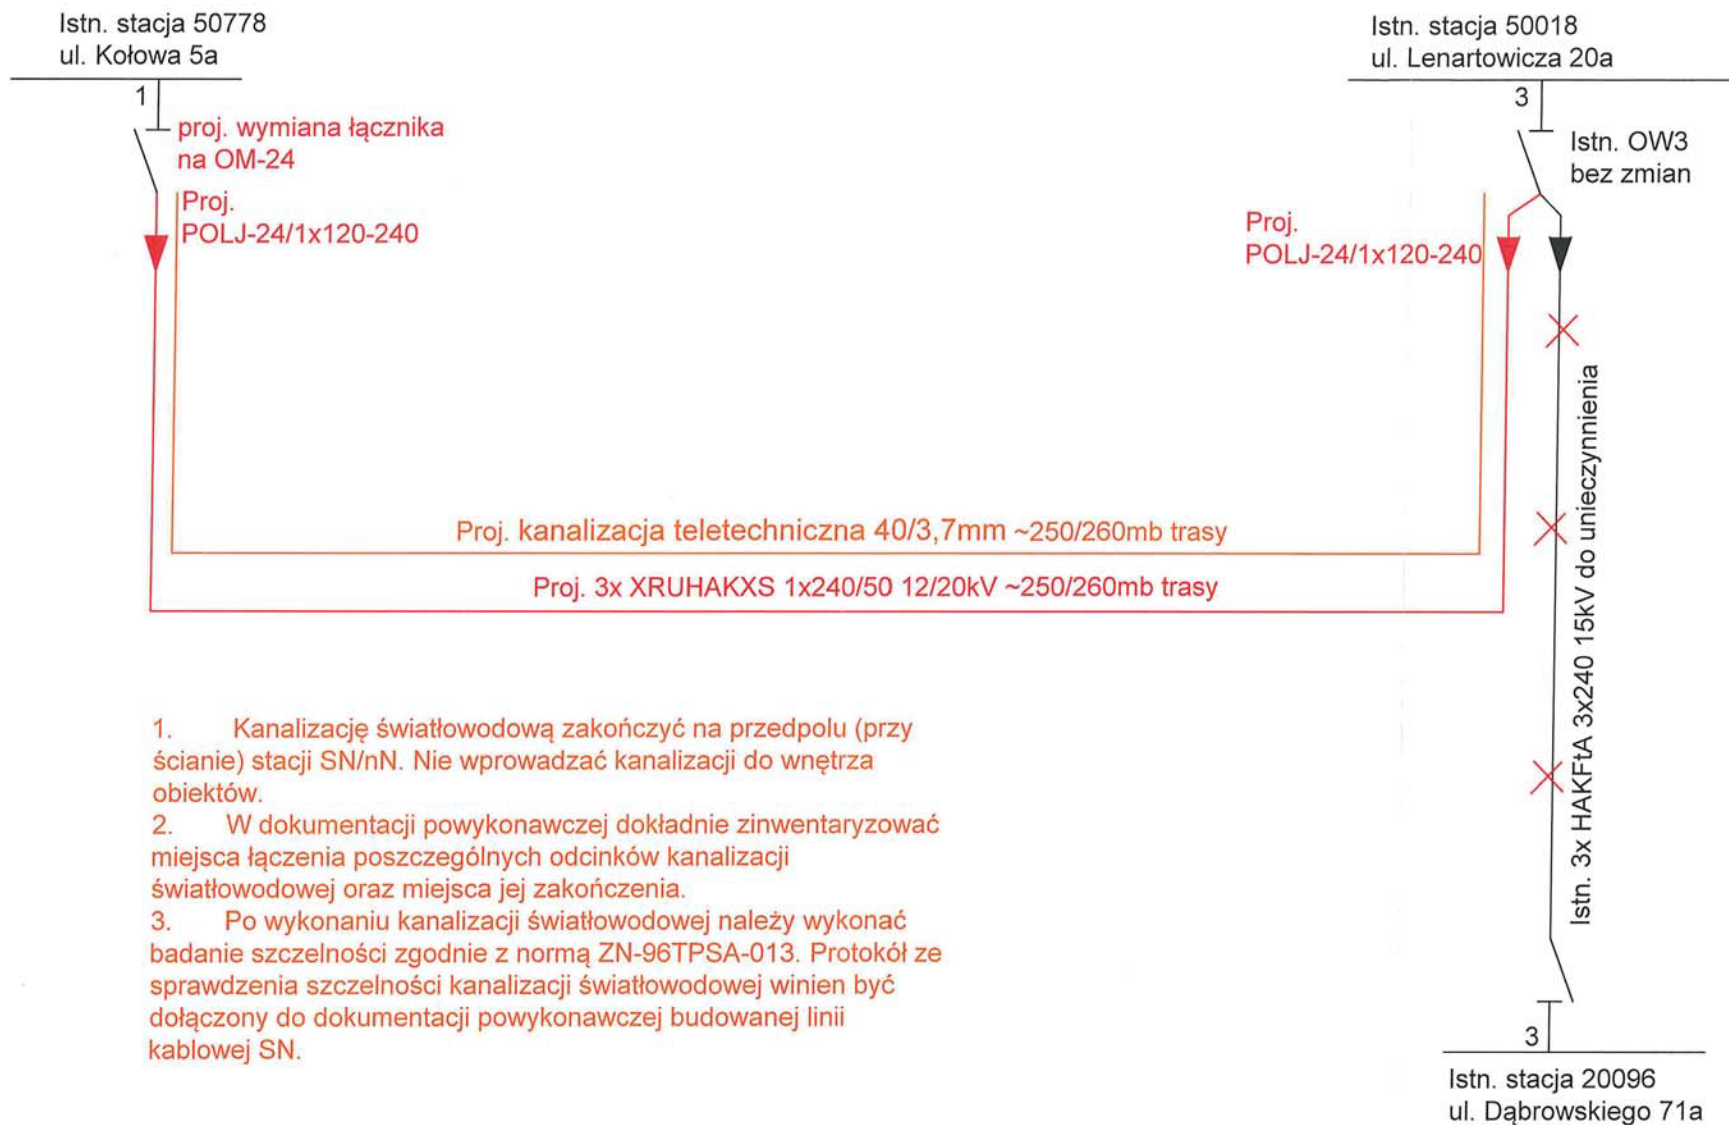 Istn. stacja 50778
ul. Kołowa 5a
1
proj. wymiana łącznika
na OM-24
Proj.
POLJ-24/1x120-240
Istn. stacja 50018
ul. Lenartowicza 20a
3
Istn. OW3
bez zmian
Proj.
POLJ-24/1x120-240
Istn. 3x HAKFtA 3x240 15kV do unieczynnienia
Proj. kanalizacja teletechniczna 40/3,7mm ~250/260mb trasy
Proj. 3x XRUHAKXS 1x240/50 12/20kV ~250/260mb trasy
1. Kanalizację światłowodową zakończyć na przedpolu (przy
ścianie) stacji SN/nN. Nie wprowadzać kanalizacji do wnętrza
obiektów.
2. W dokumentacji powykonawczej dokładnie zinwentaryzować
miejsca łączenia poszczególnych odcinków kanalizacji
światłowodowej oraz miejsca jej zakończenia.
3. Po wykonaniu kanalizacji światłowodowej należy wykonać
badanie szczelności zgodnie z normą ZN-96TPSA-013. Protokół ze
sprawdzenia szczelności kanalizacji światłowodowej winien być
dołączony do dokumentacji powykonawczej budowanej linii
kablowej SN.
3
Istn. stacja 20096
ul. Dąbrowskiego 71a